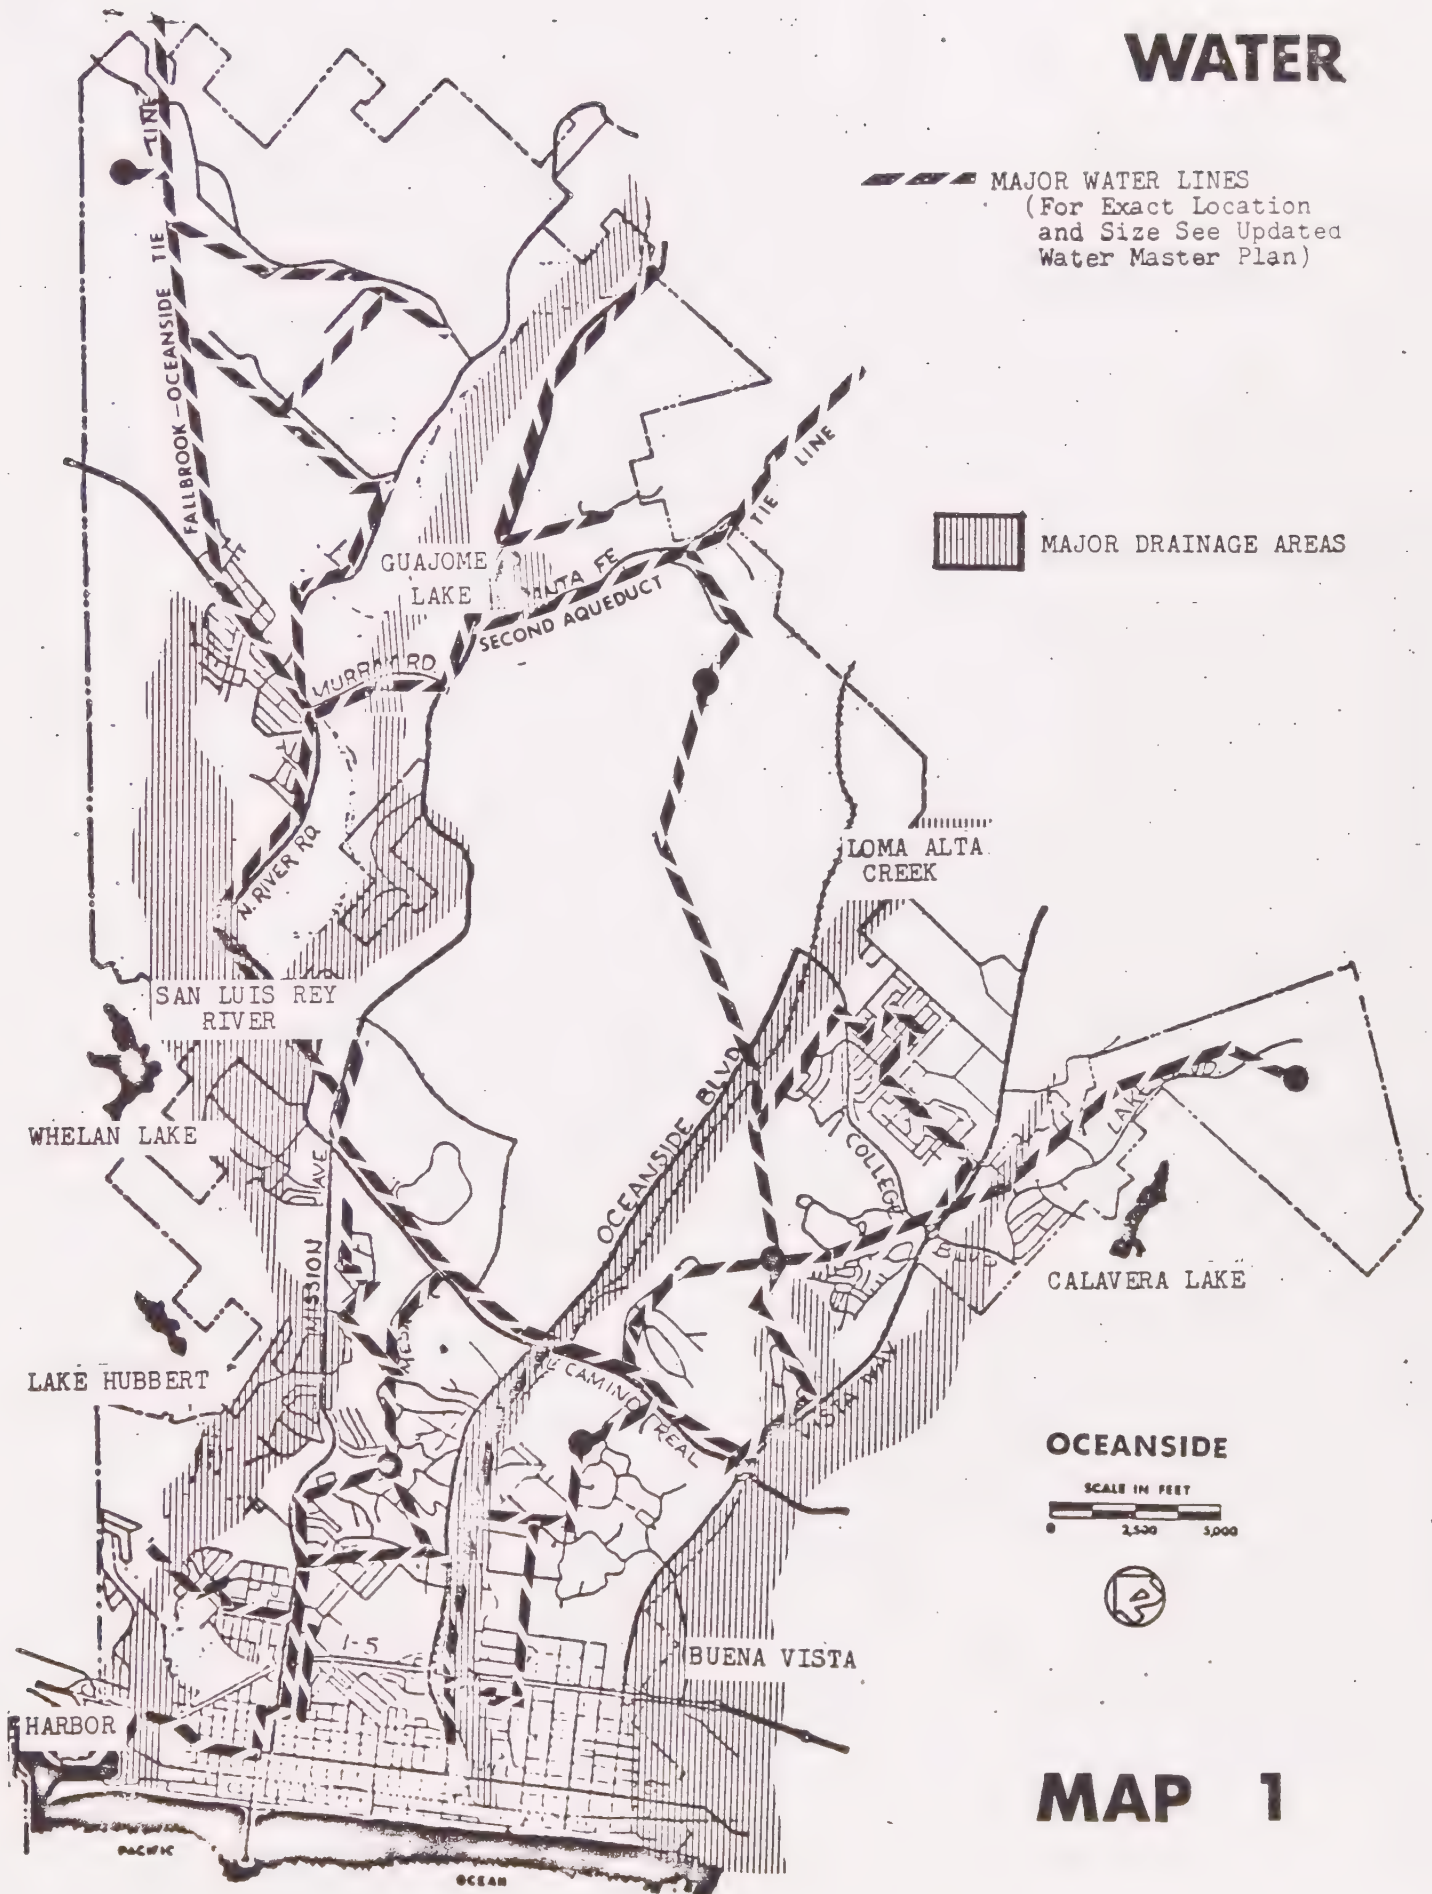 WATER
MAJOR WATER LINES
(For Exact Location
and Size See Updated
Water Master Plan)
FALLBROOK – OCEANSIDE TIE LINE
TIE LINE
MAJOR DRAINAGE AREAS
GUAJOME
LAKE
SECOND AQUEDUCT
MURRAY RD
N. RIVER RD
LOMA ALTA
CREEK
SAN LUIS REY
RIVER
WHELAN LAKE
OCEANSIDE BLVD
COLLEGE
BLVD
LAKE
MISSION AVE
CALAVERA LAKE
LAKE HUBBERT
EL CAMINO REAL
VISTA WAY
OCEANSIDE
SCALE IN FEET
0 2,500 5,000
I-5
BUENA VISTA
HARBOR
MAP 1
PACIFIC
OCEAN